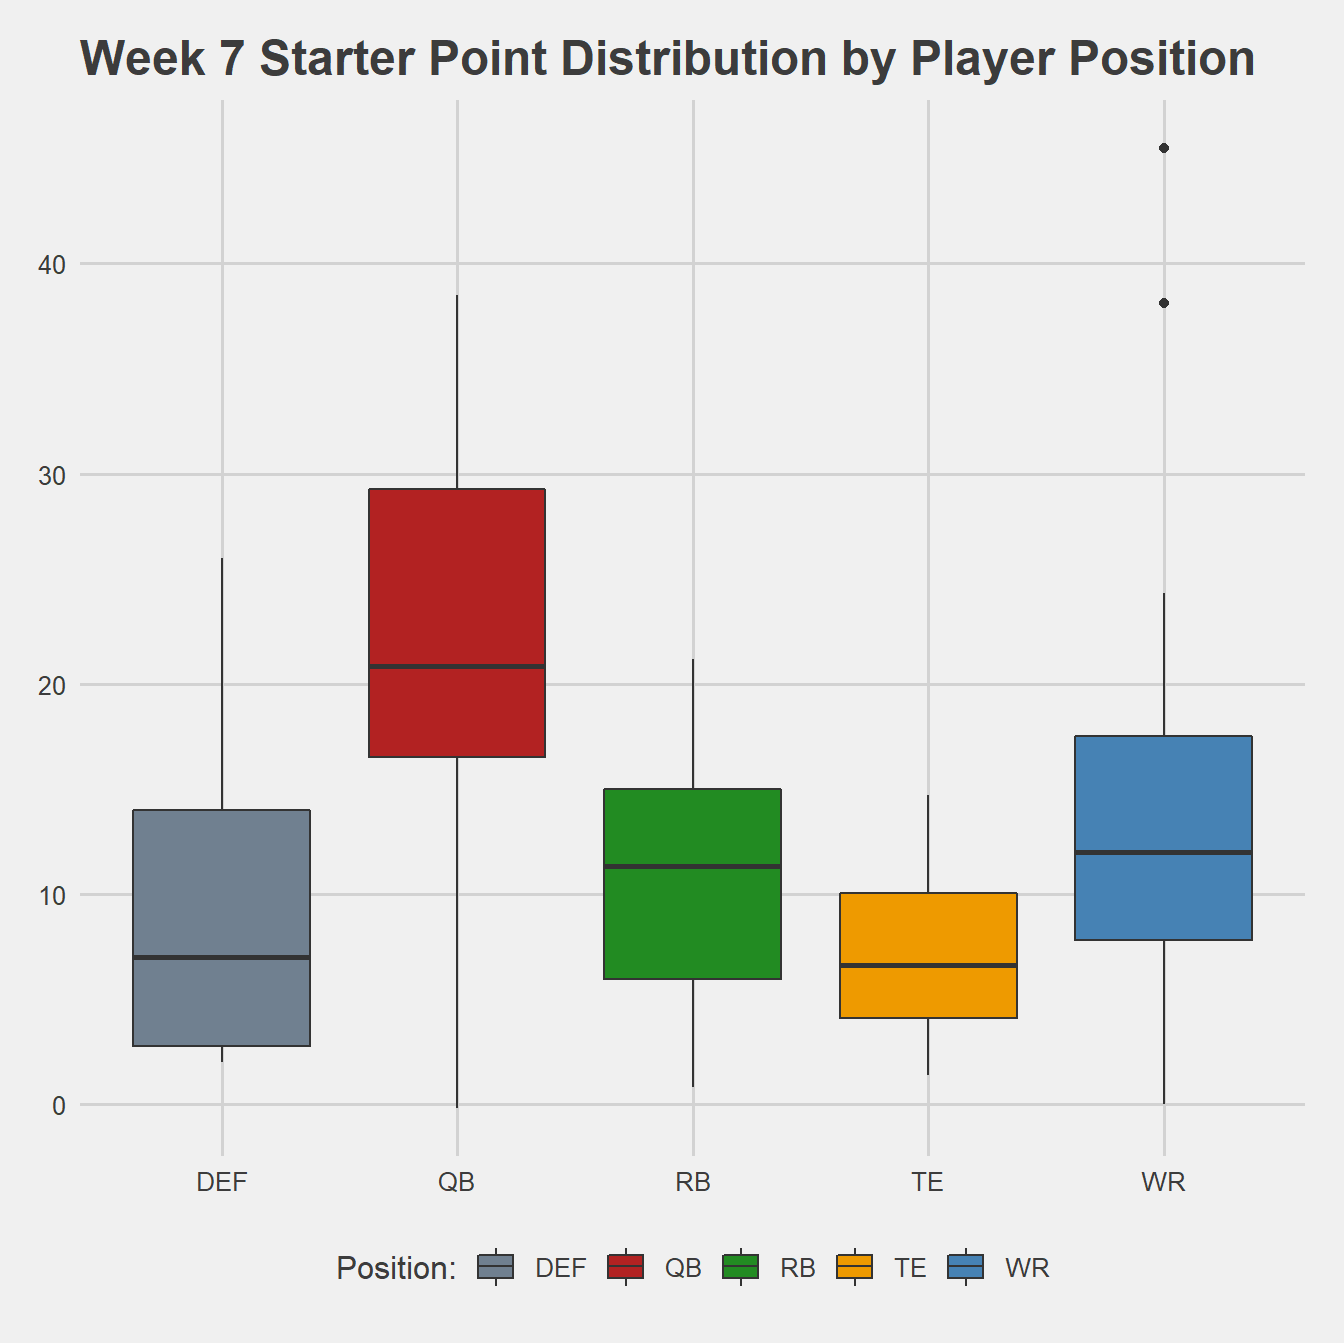 Week 7 Starter Point Distribution by Player Position
40
30
20
10
0
DEF QB RB TE WR
Position: DEF QB RB TE WR